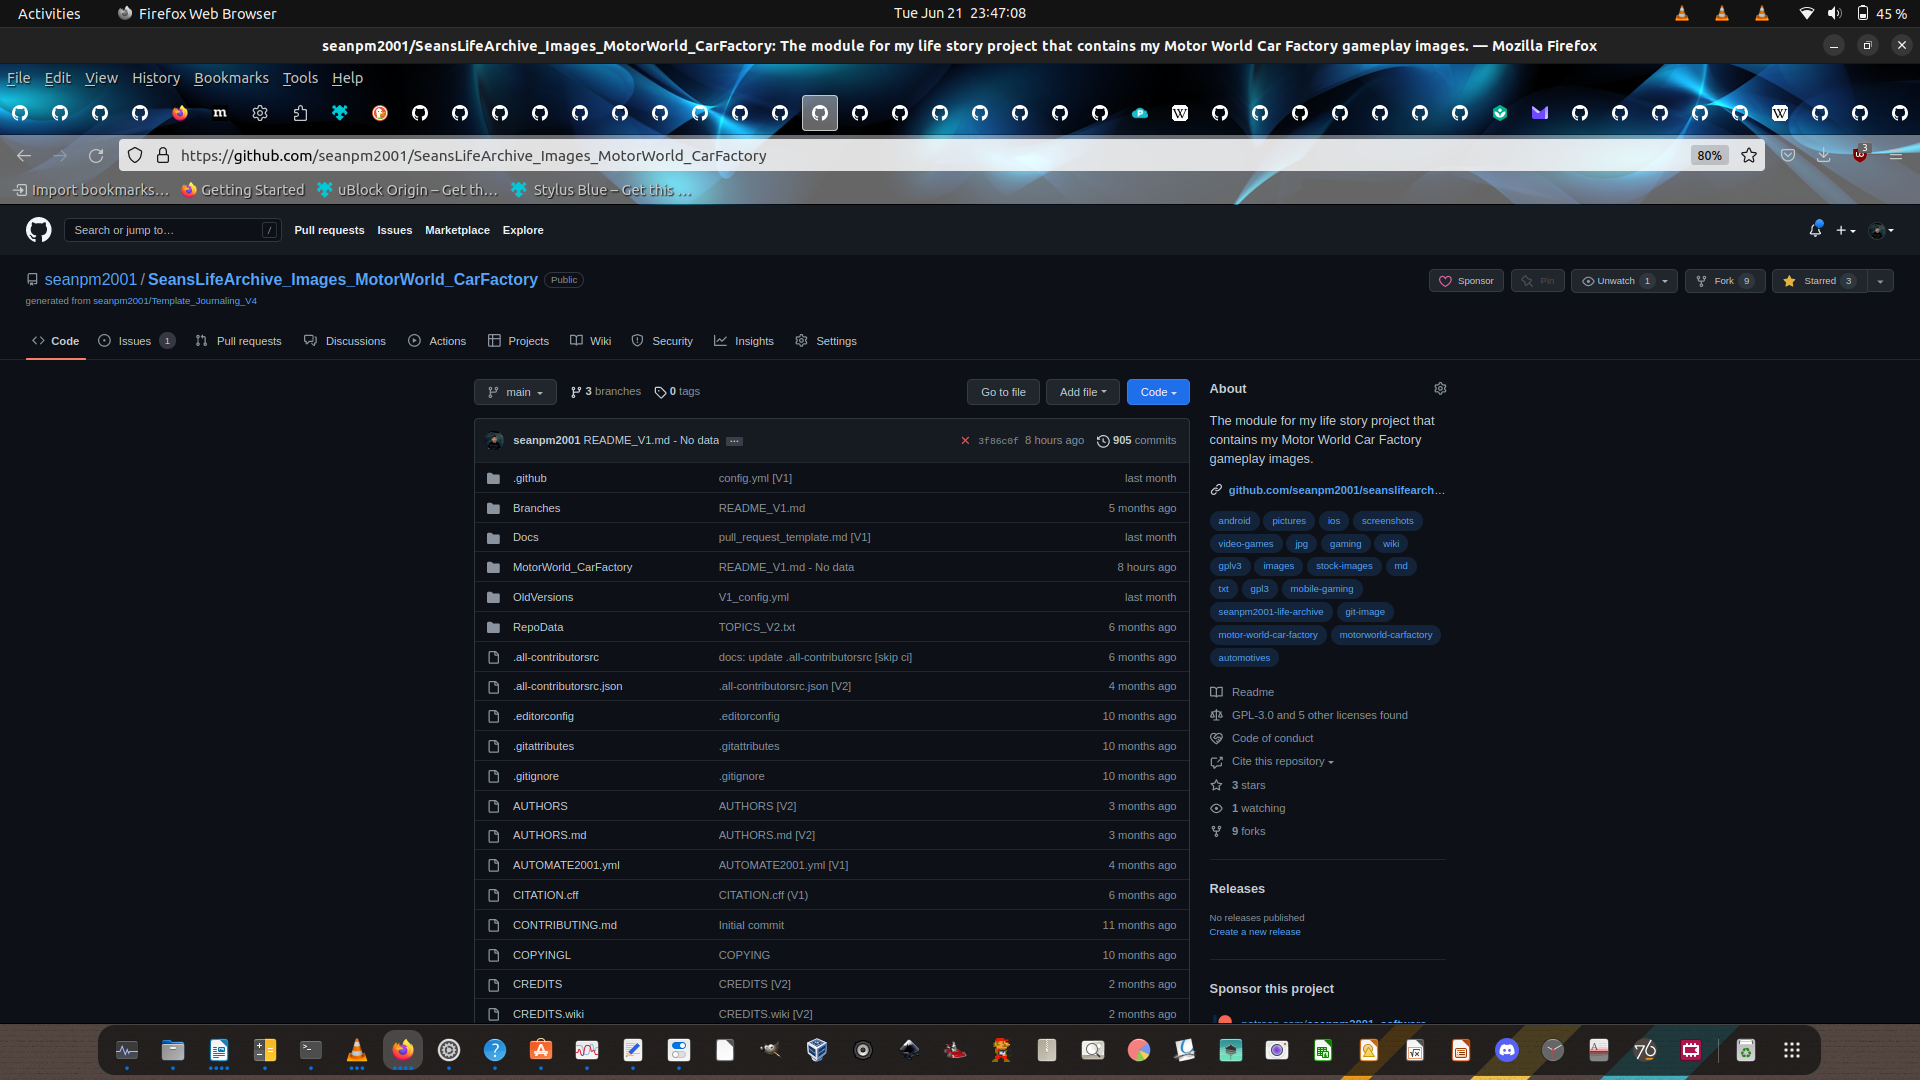 Activities Firefox Web Browser Tue Jun 21 23:47:08 45 %
seanpm2001/SeansLifeArchive_Images_MotorWorld_CarFactory: The module for my life story project that contains my Motor World Car Factory gameplay images. — Mozilla Firefox
File Edit View History Bookmarks Tools Help
https://github.com/seanpm2001/SeansLifeArchive_Images_MotorWorld_CarFactory 80% 3
Import bookmarks… Getting Started uBlock Origin – Get th… Stylus Blue – Get this …
Search or jump to… / Pull requests Issues Marketplace Explore
seanpm2001 / SeansLifeArchive_Images_MotorWorld_CarFactory Public Sponsor Pin Unwatch 1 Fork 9 Starred 3
generated from seanpm2001/Template_Journaling_V4
Code Issues 1 Pull requests Discussions Actions Projects Wiki Security Insights Settings
main 3 branches 0 tags Go to file Add file Code
seanpm2001 README_V1.md - No data ... 3f86c0f 8 hours ago 905 commits
.github config.yml [V1] last month
Branches README_V1.md 5 months ago
Docs pull_request_template.md [V1] last month
MotorWorld_CarFactory README_V1.md - No data 8 hours ago
OldVersions V1_config.yml last month
RepoData TOPICS_V2.txt 6 months ago
.all-contributorsrc docs: update .all-contributorsrc [skip ci] 6 months ago
.all-contributorsrc.json .all-contributorsrc.json [V2] 4 months ago
.editorconfig .editorconfig 10 months ago
.gitattributes .gitattributes 10 months ago
.gitignore .gitignore 10 months ago
AUTHORS AUTHORS [V2] 3 months ago
AUTHORS.md AUTHORS.md [V2] 3 months ago
AUTOMATE2001.yml AUTOMATE2001.yml [V1] 4 months ago
CITATION.cff CITATION.cff (V1) 6 months ago
CONTRIBUTING.md Initial commit 11 months ago
COPYINGL COPYING 10 months ago
CREDITS CREDITS [V2] 2 months ago
CREDITS.wiki CREDITS.wiki [V2] 2 months ago
About
The module for my life story project that
contains my Motor World Car Factory
gameplay images.
github.com/seanpm2001/seanslifearch…
android pictures ios screenshots
video-games jpg gaming wiki
gplv3 images stock-images md
txt gpl3 mobile-gaming
seanpm2001-life-archive git-image
motor-world-car-factory motorworld-carfactory
automotives
Readme
GPL-3.0 and 5 other licenses found
Code of conduct
Cite this repository
3 stars
1 watching
9 forks
Releases
No releases published
Create a new release
Sponsor this project